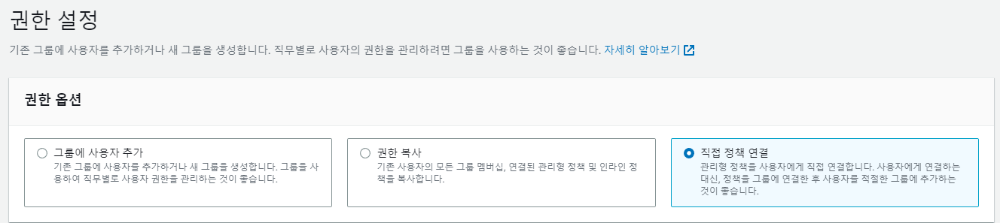 권한 설정
기존 그룹에 사용자를 추가하거나 새 그룹을 생성합니다. 직무별로 사용자의 권한을 관리하려면 그룹을 사용하는 것이 좋습니다. 자세히 알아보기
권한 옵션
그룹에 사용자 추가
기존 그룹에 사용자를 추가하거나 새 그룹을 생성합니다. 그룹을 사
용하여 직무별로 사용자 권한을 관리하는 것이 좋습니다.
권한 복사
기존 사용자의 모든 그룹 멤버십, 연결된 관리형 정책 및 인라인 정
책을 복사합니다.
직접 정책 연결
관리형 정책을 사용자에게 직접 연결합니다. 사용자에게 연결하는
대신, 정책을 그룹에 연결한 후 사용자를 적절한 그룹에 추가하는
것이 좋습니다.